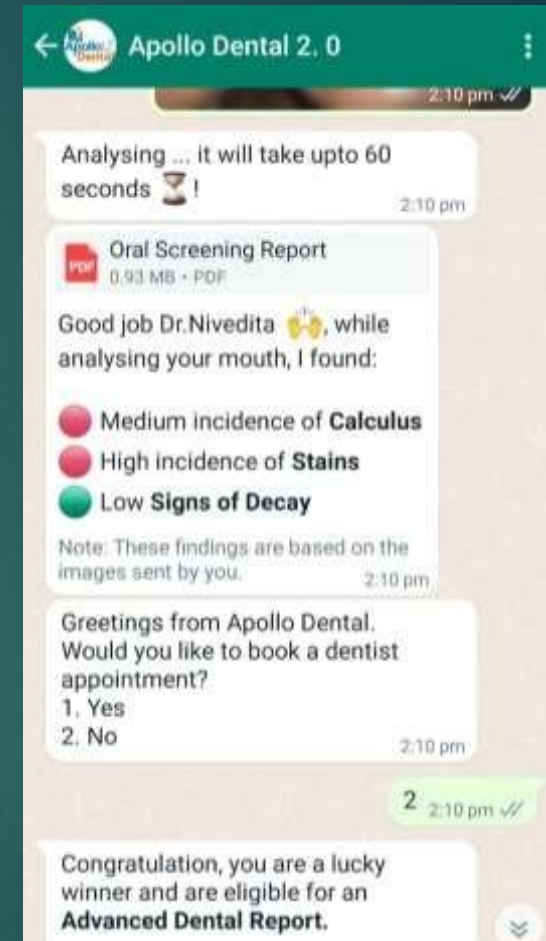 Apollo Dental 2. 0
2:10 pm
Analysing ... it will take upto 60
seconds ⏳ !
2:10 pm
PDF
Oral Screening Report
0.93 MB • PDF
Good job Dr.Nivedita 🙌, while
analysing your mouth, I found:
🔴 Medium incidence of Calculus
🔴 High incidence of Stains
🟢 Low Signs of Decay
Note: These findings are based on the
images sent by you.
2:10 pm
Greetings from Apollo Dental.
Would you like to book a dentist
appointment?
1. Yes
2. No
2:10 pm
2 2:10 pm
Congratulation, you are a lucky
winner and are eligible for an
Advanced Dental Report.